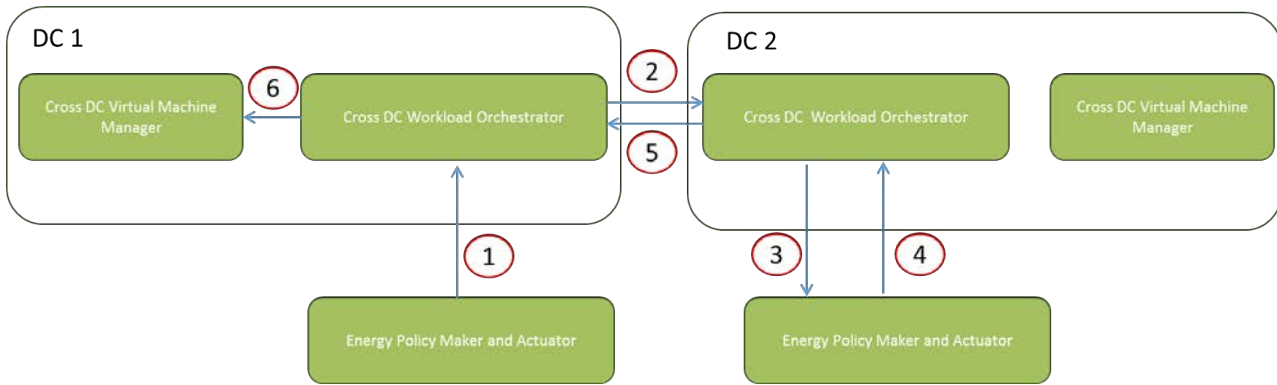 DC 1
DC 2
Cross DC Virtual Machine
Manager
6
Cross DC Workload Orchestrator
2
5
Cross DC Workload Orchestrator
Cross DC Virtual Machine
Manager
1
3
4
Energy Policy Maker and Actuator
Energy Policy Maker and Actuator